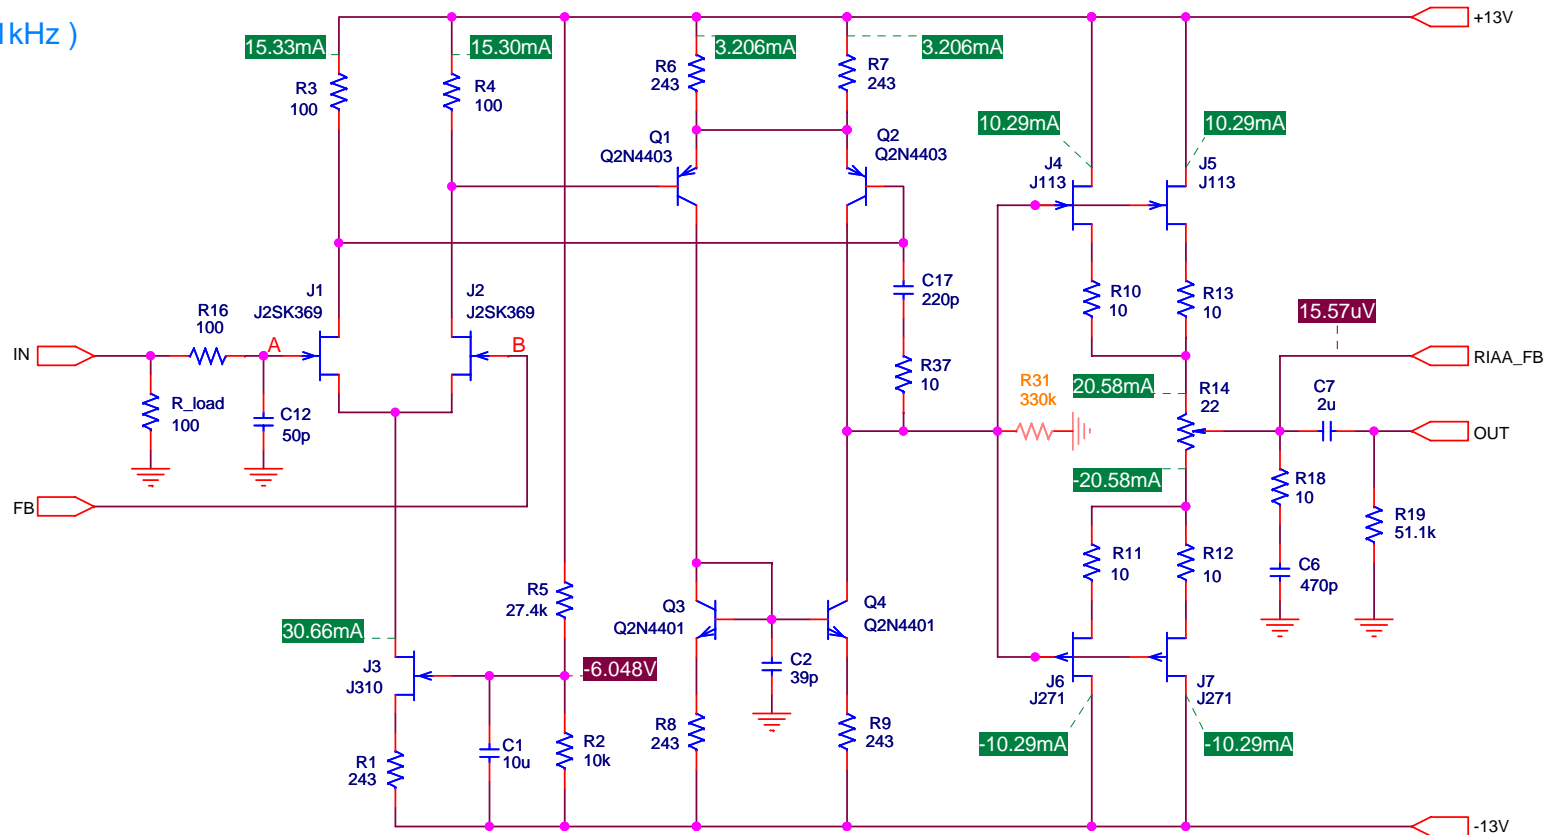 1kHz )
+13V
15.33mA
15.30mA
3.206mA
3.206mA
R3
100
R4
100
R6
243
R7
243
Q1
Q2N4403
Q2
Q2N4403
10.29mA
10.29mA
J4
J113
J5
J113
J1
J2SK369
J2
J2SK369
R16
100
A
B
IN
C17
220p
R10
10
R13
10
15.57uV
RIAA_FB
R_load
100
C12
50p
R37
10
R31
330k
20.58mA
R14
22
C7
2u
OUT
-20.58mA
R18
10
R19
51.1k
FB
R11
10
R12
10
C6
470p
R5
27.4k
Q3
Q2N4401
Q4
Q2N4401
30.66mA
J3
J310
-6.048V
C2
39p
J6
J271
J7
J271
R1
243
C1
10u
R2
10k
R8
243
R9
243
-10.29mA
-10.29mA
-13V